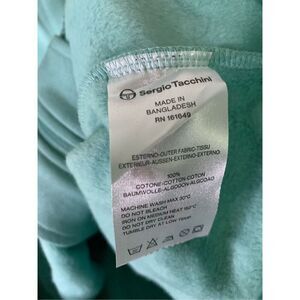 Sergio Tacchini
MADE IN
BANGLADESH
RN 161649
ESTERNO-OUTER FABRIC-TISSU
EXTERIEUR-AUSSEN-EXTERNO-EXTERNO
100%
COTONE-COTTON-COTON
BAUMWOLLE-ALGODON-ALGODAO
MACHINE WASH MAX 30°C
DO NOT BLEACH
IRON ON MEDIUM HEAT 150°C
DO NOT DRY CLEAN
TUMBLE DRY AT LOW TEMP.